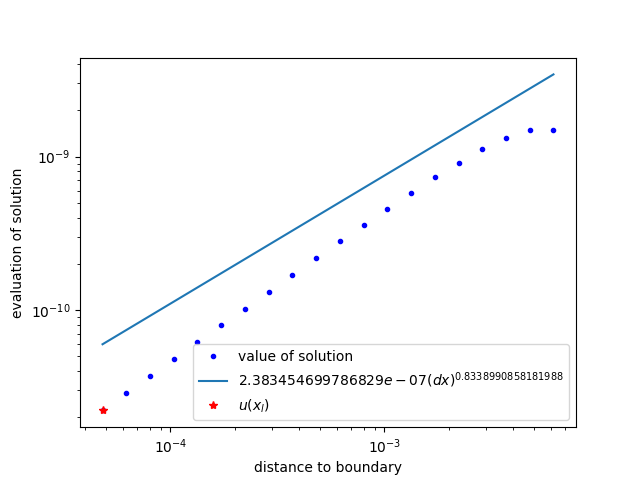 10⁻⁹
10⁻¹⁰
evaluation of solution
value of solution
2.383454699786829e − 07(dx)^0.8338990858181988
u(x_l)
10⁻⁴
10⁻³
distance to boundary